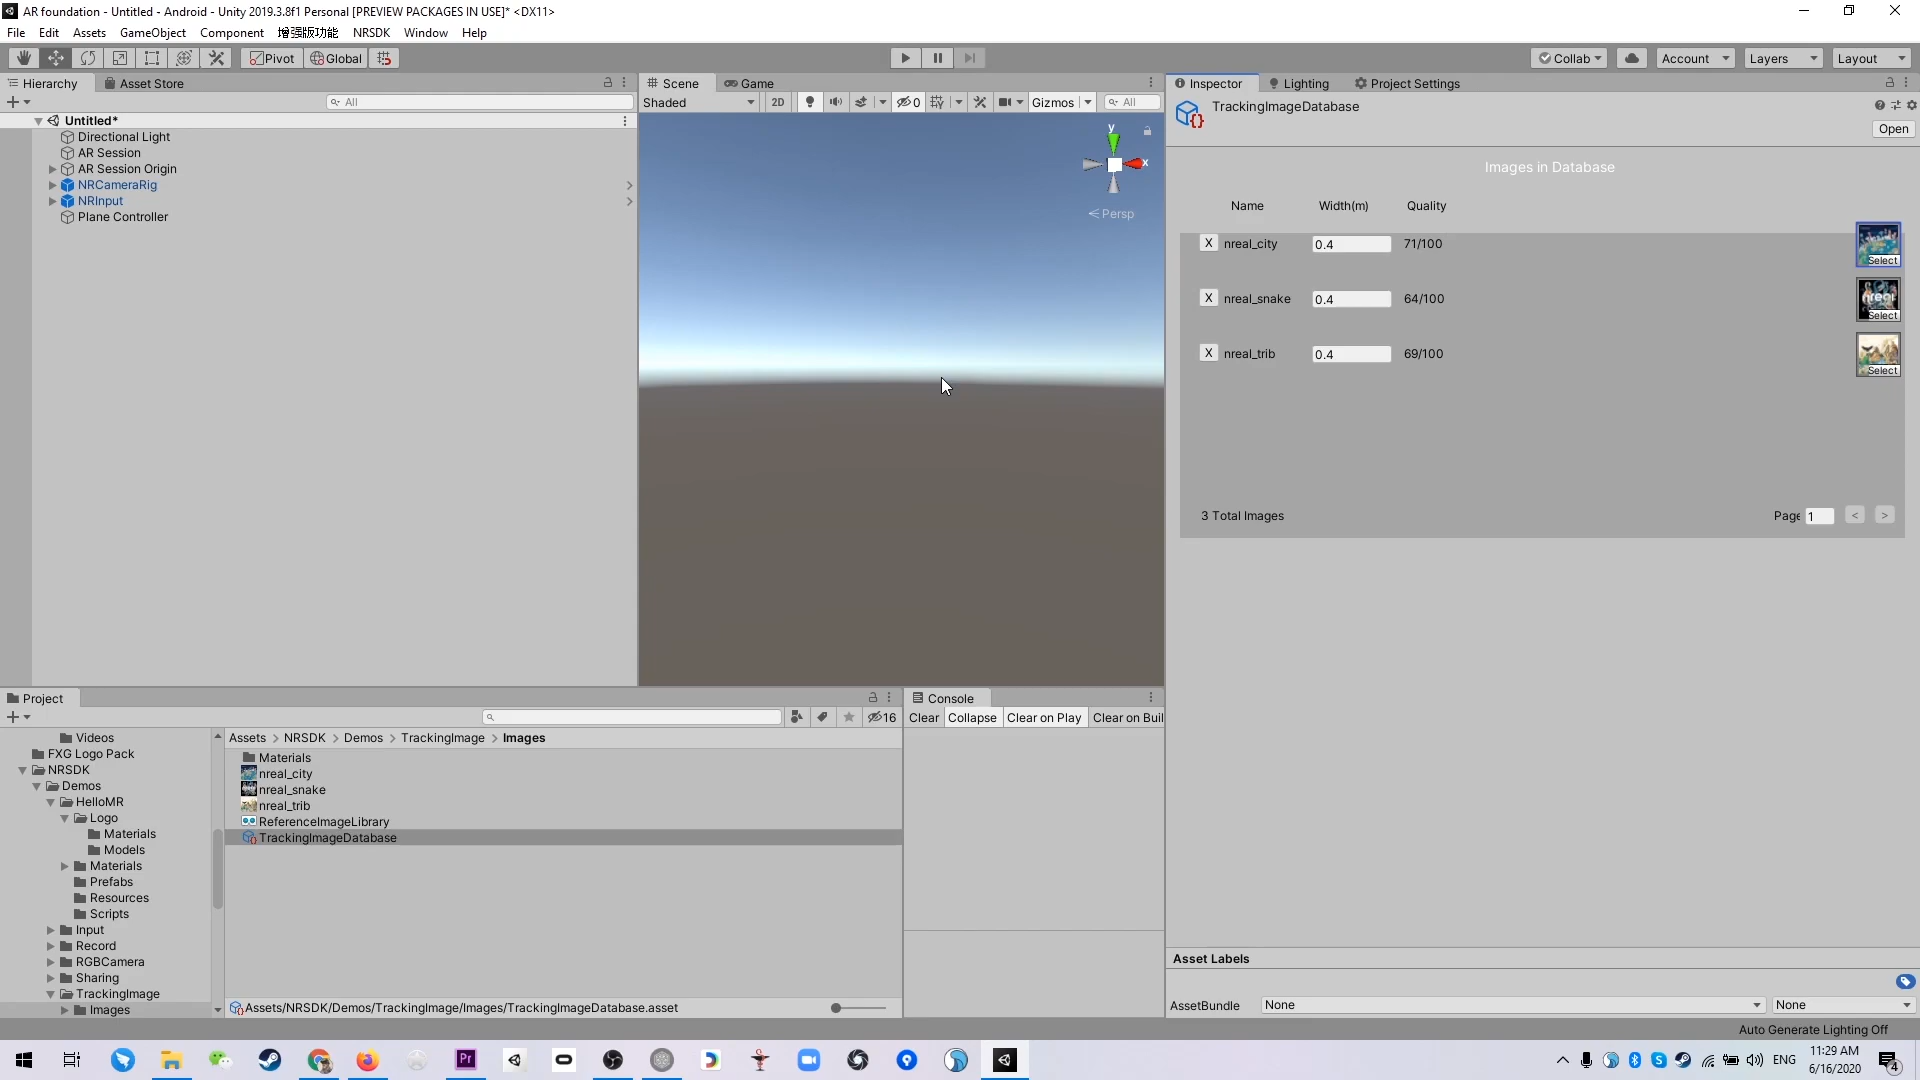 AR foundation - Untitled - Android - Unity 2019.3.8f1 Personal [PREVIEW PACKAGES IN USE]* <DX11>
File Edit Assets GameObject Component 增强版功能 NRSDK Window Help
Pivot Global Collab Account Layers Layout
Hierarchy Asset Store
All
Untitled*
Directional Light
AR Session
AR Session Origin
NRCameraRig
NRInput
Plane Controller
Scene Game
Shaded 2D 0 Gizmos All
y
x
Persp
Inspector Lighting Project Settings
TrackingImageDatabase
Open
Images in Database
Name Width(m) Quality
X nreal_city 0.4 71/100 Select
X nreal_snake 0.4 64/100 nreal Select
X nreal_trib 0.4 69/100 Select
3 Total Images Page 1 < >
Project
16
Videos
FXG Logo Pack
NRSDK
Demos
HelloMR
Logo
Materials
Models
Materials
Prefabs
Resources
Scripts
Input
Record
RGBCamera
Sharing
TrackingImage
Images
Assets > NRSDK > Demos > TrackingImage > Images
Materials
nreal_city
nreal_snake
nreal_trib
ReferenceImageLibrary
TrackingImageDatabase
Assets/NRSDK/Demos/TrackingImage/Images/TrackingImageDatabase.asset
Console
Clear Collapse Clear on Play Clear on Buil
Asset Labels
AssetBundle None None
Auto Generate Lighting Off
Pr
ENG
11:29 AM
6/16/2020
4